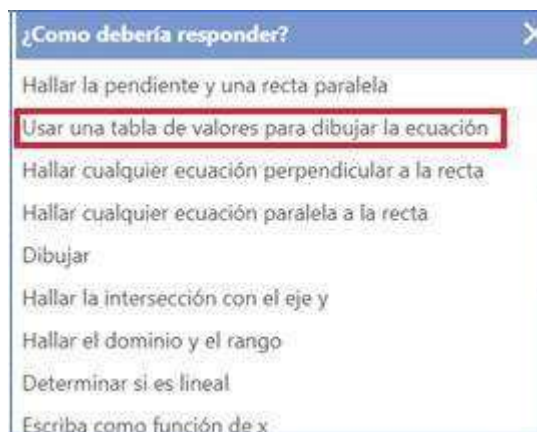 ¿Como debería responder?
Hallar la pendiente y una recta paralela
Usar una tabla de valores para dibujar la ecuación
Hallar cualquier ecuación perpendicular a la recta
Hallar cualquier ecuación paralela a la recta
Dibujar
Hallar la intersección con el eje y
Hallar el dominio y el rango
Determinar si es lineal
Escriba como función de x